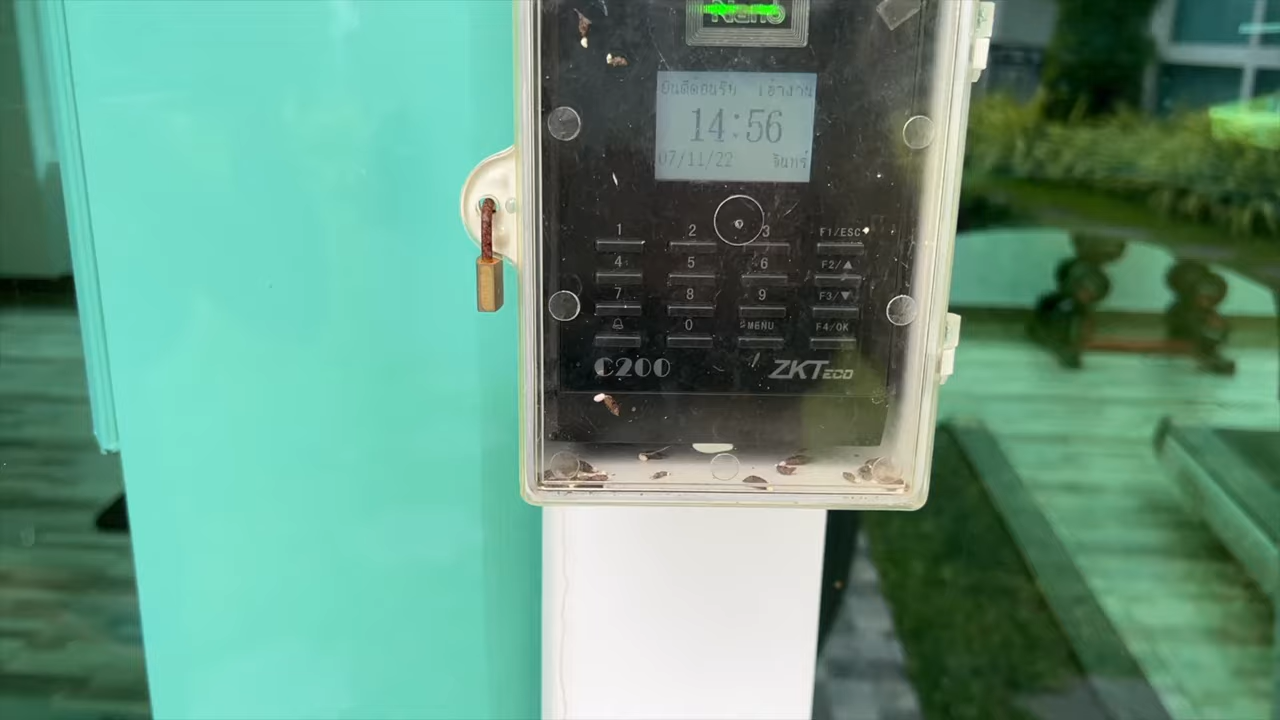 Nano
ยินดีต้อนรับ เข้างาน
14:56
07/11/22 จันทร์
1 2 3 F1/ESC
4 5 6 F2/▲
7 8 9 F3/▼
0 MENU F4/OK
C200 ZKTECO